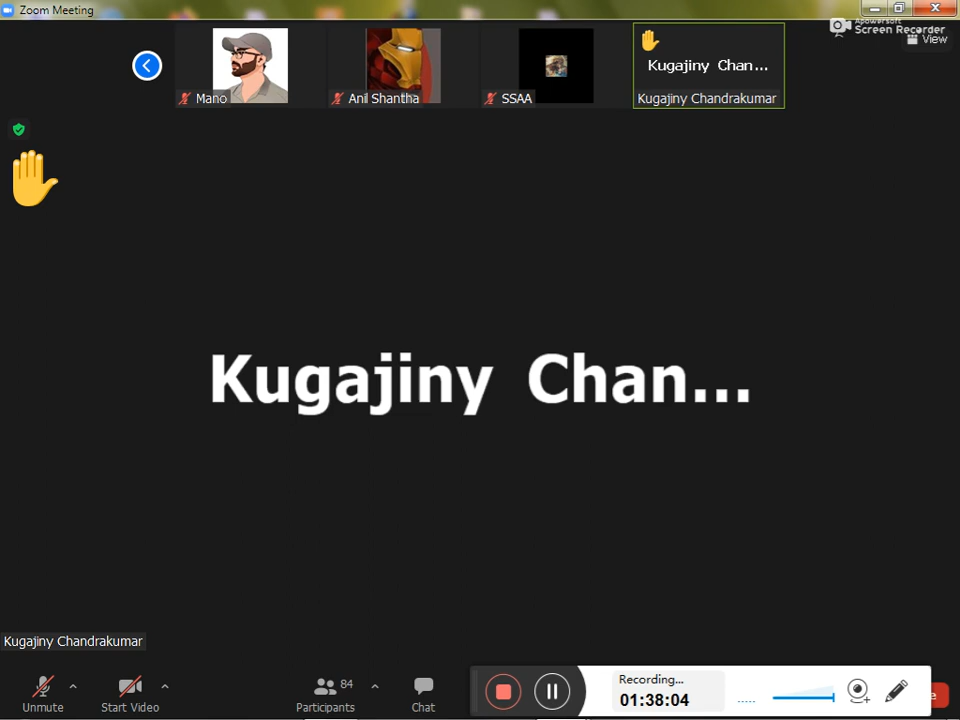 Zoom Meeting
Apowersoft
Screen Recorder
View
Mano
Anil Shantha
SSAA
Kugajiny Chan...
Kugajiny Chandrakumar
Kugajiny Chan...
Kugajiny Chandrakumar
Unmute
Start Video
84
Participants
Chat
Recording...
01:38:04